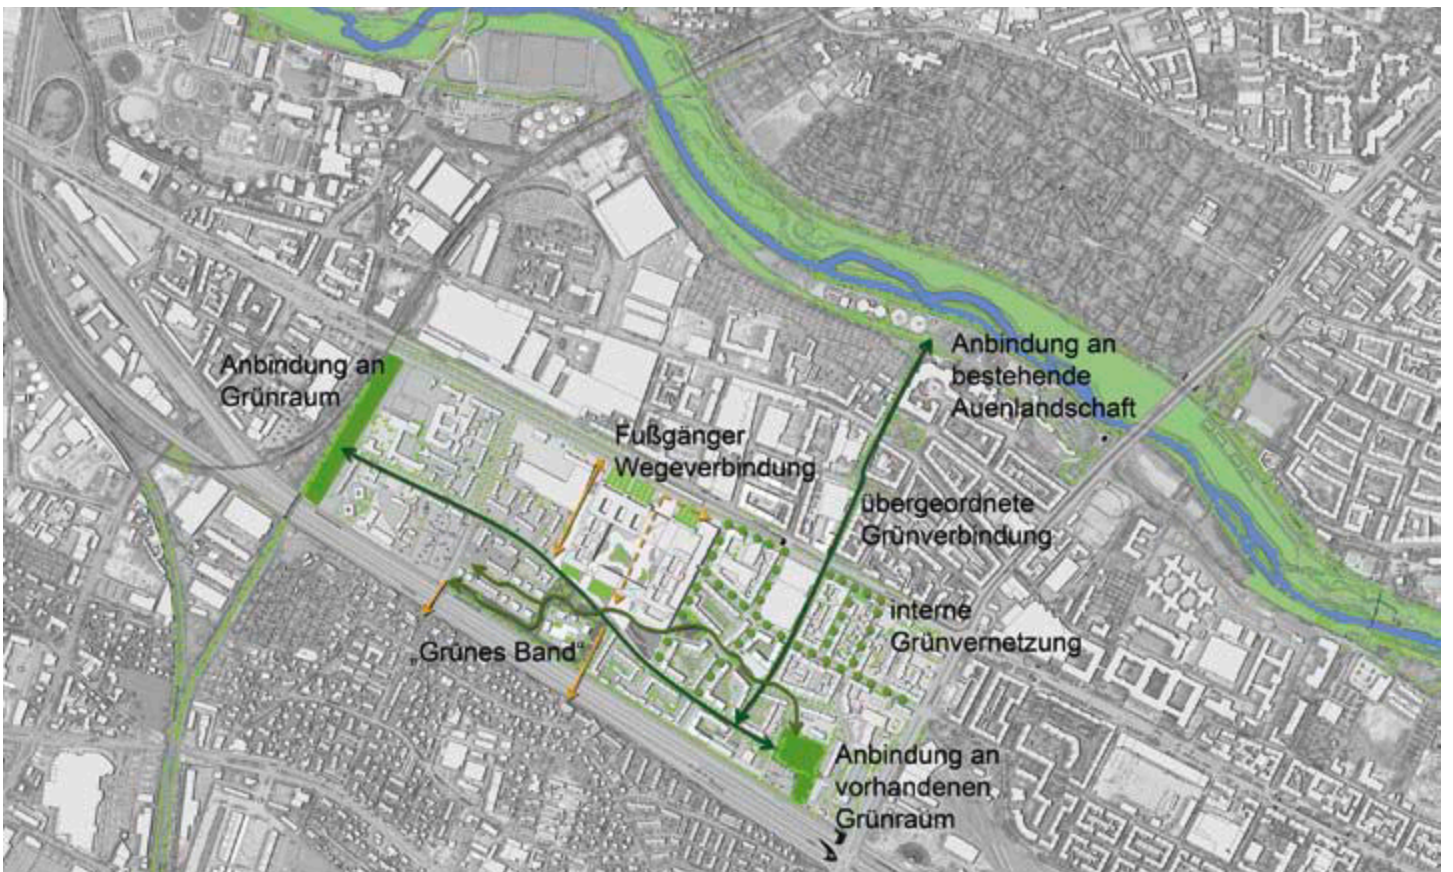 Anbindung an
bestehende
Auenlandschaft
Anbindung an
Grünraum
Fußgänger
Wegeverbindung
übergeordnete
Grünverbindung
interne
Grünvernetzung
„Grünes Band“
Anbindung an
vorhandenen
Grünraum